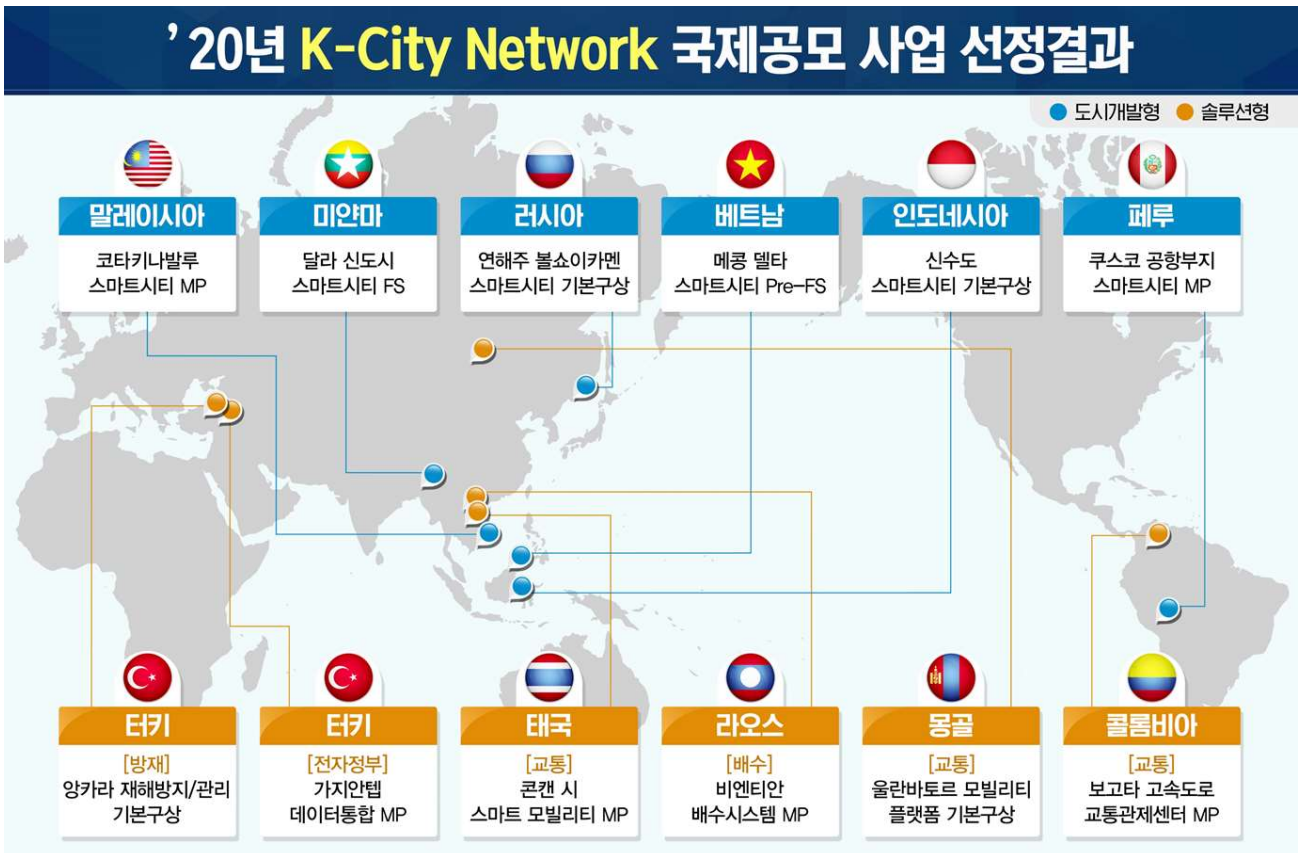 ’20년 K-City Network 국제공모 사업 선정결과
도시개발형 솔루션형
말레이시아
코타키나발루
스마트시티 MP
미얀마
달라 신도시
스마트시티 FS
러시아
연해주 볼쇼이카멘
스마트시티 기본구상
베트남
메콩 델타
스마트시티 Pre-FS
인도네시아
신수도
스마트시티 기본구상
페루
쿠스코 공항부지
스마트시티 MP
터키
[방재]
앙카라 재해방지/관리
기본구상
터키
[전자정부]
가지안텝
데이터통합 MP
태국
[교통]
콘캔 시
스마트 모빌리티 MP
라오스
[배수]
비엔티안
배수시스템 MP
몽골
[교통]
울란바토르 모빌리티
플랫폼 기본구상
콜롬비아
[교통]
보고타 고속도로
교통관제센터 MP